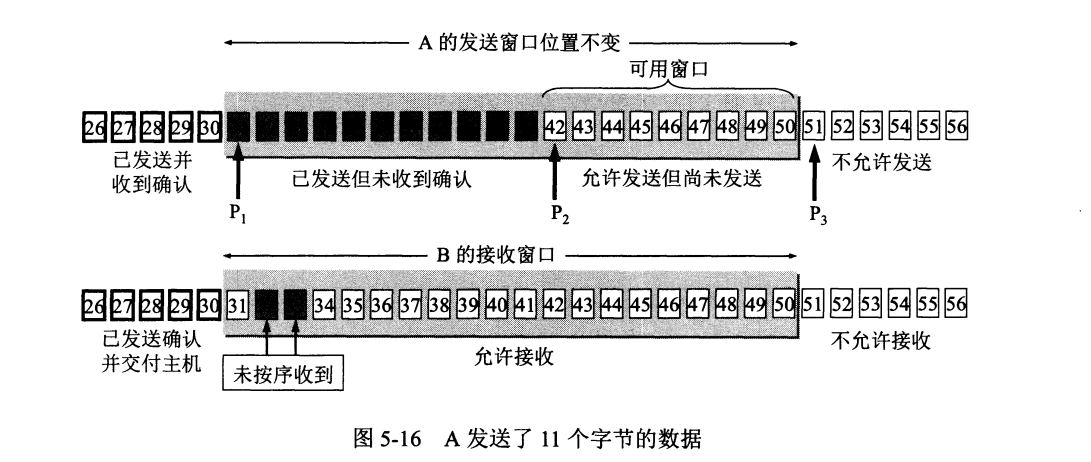 A 的发送窗口位置不变
可用窗口
26 27 28 29 30 42 43 44 45 46 47 48 49 50 51 52 53 54 55 56
已发送并
收到确认
已发送但未收到确认
允许发送但尚未发送
不允许发送
P1 P2 P3
B 的接收窗口
26 27 28 29 30 31 34 35 36 37 38 39 40 41 42 43 44 45 46 47 48 49 50 51 52 53 54 55 56
已发送确认
并交付主机
未按序收到
允许接收
不允许接收
图 5-16 A 发送了 11 个字节的数据